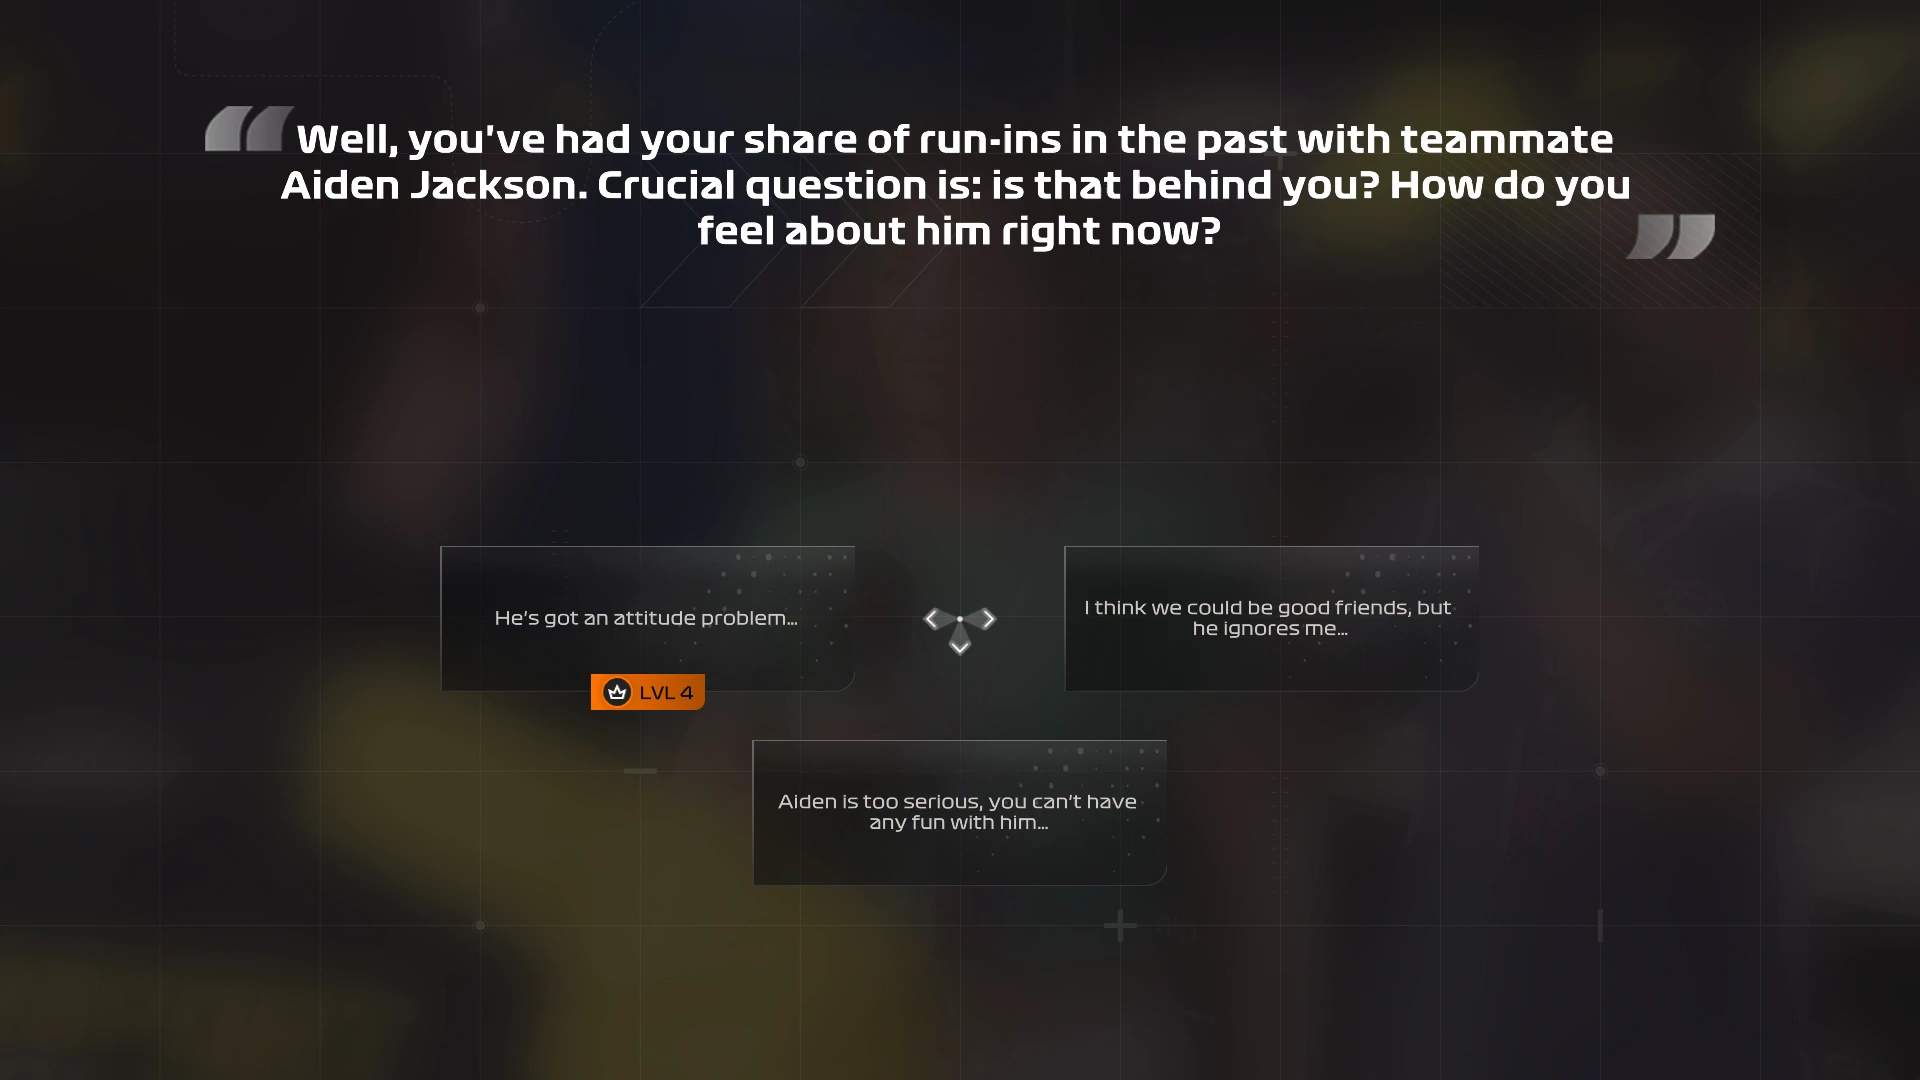 Well, you've had your share of run-ins in the past with teammate
Aiden Jackson. Crucial question is: is that behind you? How do you
feel about him right now?
He's got an attitude problem...
I think we could be good friends, but
he ignores me...
LVL 4
Aiden is too serious, you can't have
any fun with him...